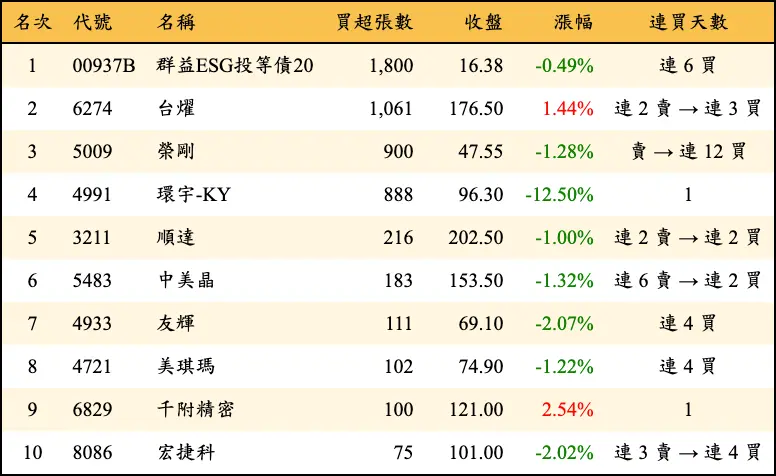 名次 代號 名稱 買超張數 收盤 漲幅 連買天數
1 00937B 群益ESG投等債20 1,800 16.38 -0.49% 連 6 買
2 6274 台燿 1,061 176.50 1.44% 連 2 賣 → 連 3 買
3 5009 榮剛 900 47.55 -1.28% 賣 → 連 12 買
4 4991 環宇-KY 888 96.30 -12.50% 1
5 3211 順達 216 202.50 -1.00% 連 2 賣 → 連 2 買
6 5483 中美晶 183 153.50 -1.32% 連 6 賣 → 連 2 買
7 4933 友輝 111 69.10 -2.07% 連 4 買
8 4721 美琪瑪 102 74.90 -1.22% 連 4 買
9 6829 千附精密 100 121.00 2.54% 1
10 8086 宏捷科 75 101.00 -2.02% 連 3 賣 → 連 4 買